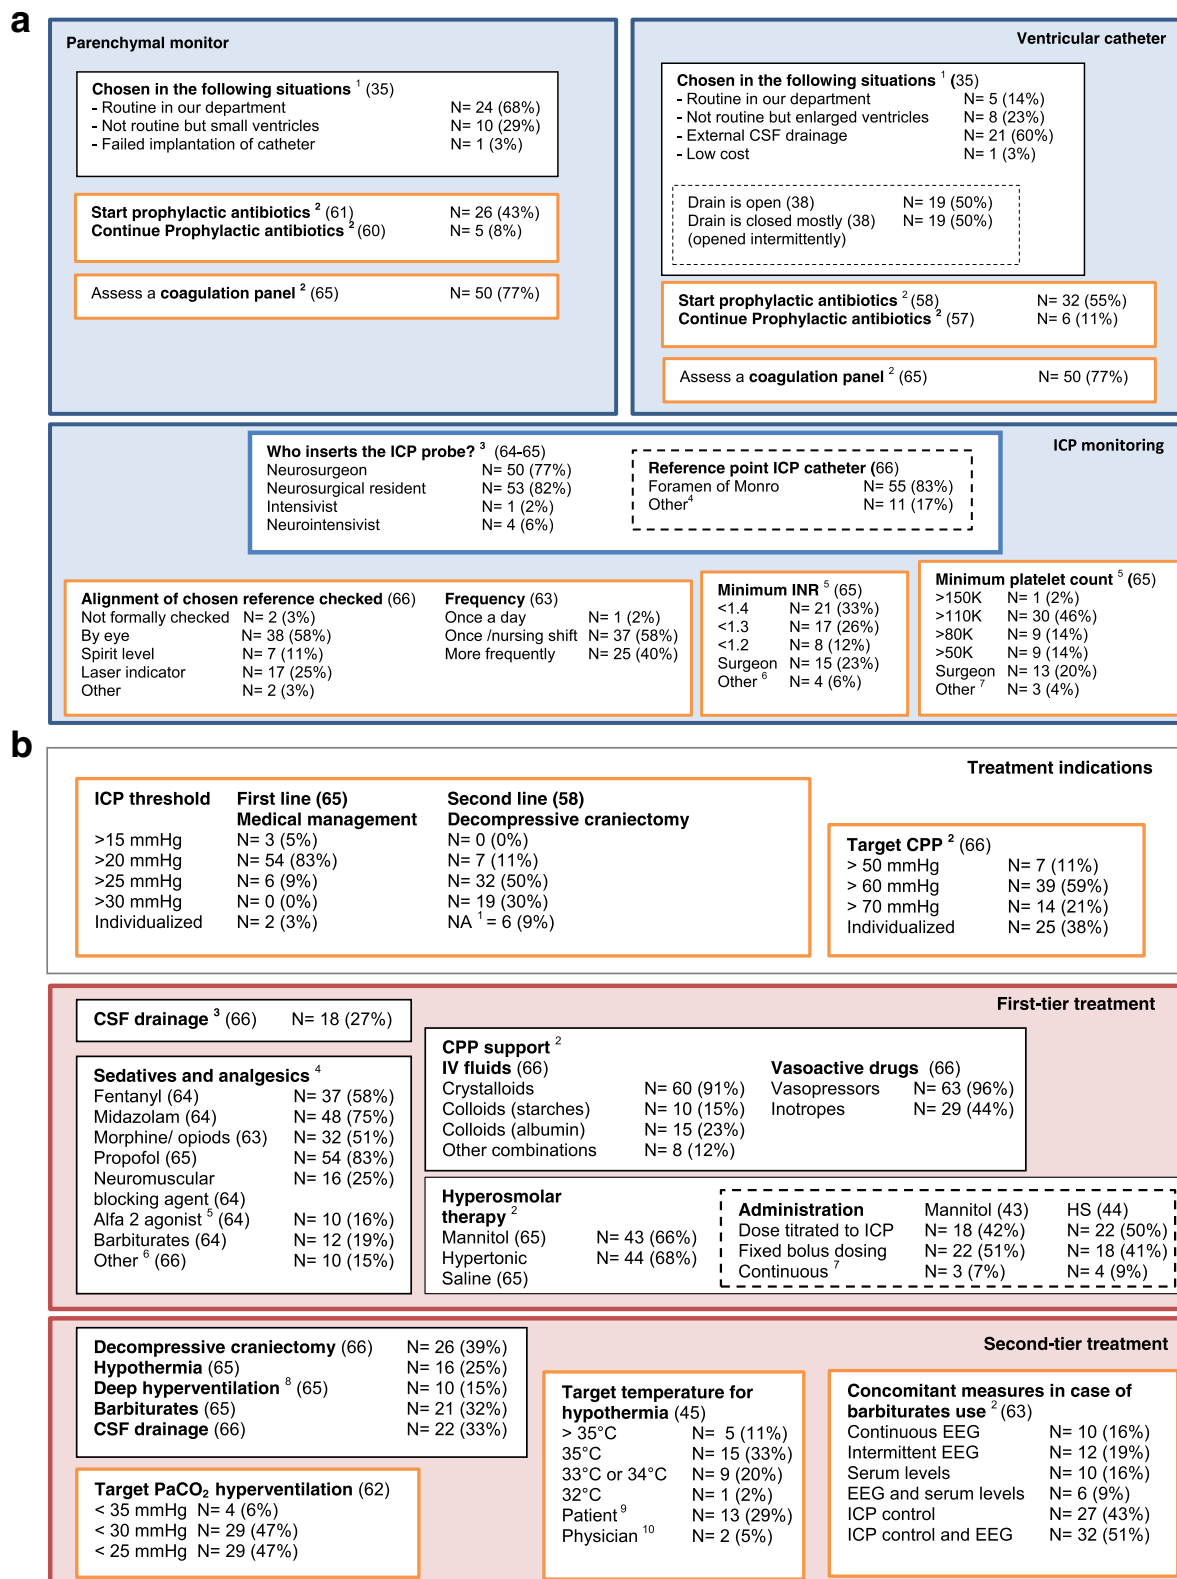 a
Parenchymal monitor
Chosen in the following situations 1 (35)
- Routine in our department N= 24 (68%)
- Not routine but small ventricles N= 10 (29%)
- Failed implantation of catheter N= 1 (3%)
Start prophylactic antibiotics 2 (61) N= 26 (43%)
Continue Prophylactic antibiotics 2 (60) N= 5 (8%)
Assess a coagulation panel 2 (65) N= 50 (77%)
Ventricular catheter
Chosen in the following situations 1 (35)
- Routine in our department N= 5 (14%)
- Not routine but enlarged ventricles N= 8 (23%)
- External CSF drainage N= 21 (60%)
- Low cost N= 1 (3%)
Drain is open (38) N= 19 (50%)
Drain is closed mostly (38) N= 19 (50%)
(opened intermittently)
Start prophylactic antibiotics 2 (58) N= 32 (55%)
Continue Prophylactic antibiotics 2 (57) N= 6 (11%)
Assess a coagulation panel 2 (65) N= 50 (77%)
ICP monitoring
Who inserts the ICP probe? 3 (64-65)
Neurosurgeon N= 50 (77%)
Neurosurgical resident N= 53 (82%)
Intensivist N= 1 (2%)
Neurointensivist N= 4 (6%)
Reference point ICP catheter (66)
Foramen of Monro N= 55 (83%)
Other4 N= 11 (17%)
Alignment of chosen reference checked (66)
Not formally checked N= 2 (3%)
By eye N= 38 (58%)
Spirit level N= 7 (11%)
Laser indicator N= 17 (25%)
Other N= 2 (3%)
Frequency (63)
Once a day N= 1 (2%)
Once /nursing shift N= 37 (58%)
More frequently N= 25 (40%)
Minimum INR 5 (65)
<1.4 N= 21 (33%)
<1.3 N= 17 (26%)
<1.2 N= 8 (12%)
Surgeon N= 15 (23%)
Other 6 N= 4 (6%)
Minimum platelet count 5 (65)
>150K N= 1 (2%)
>110K N= 30 (46%)
>80K N= 9 (14%)
>50K N= 9 (14%)
Surgeon N= 13 (20%)
Other 7 N= 3 (4%)
b
Treatment indications
ICP threshold First line (65) Second line (58)
Medical management Decompressive craniectomy
>15 mmHg N= 3 (5%) N= 0 (0%)
>20 mmHg N= 54 (83%) N= 7 (11%)
>25 mmHg N= 6 (9%) N= 32 (50%)
>30 mmHg N= 0 (0%) N= 19 (30%)
Individualized N= 2 (3%) NA 1 = 6 (9%)
Target CPP 2 (66)
> 50 mmHg N= 7 (11%)
> 60 mmHg N= 39 (59%)
> 70 mmHg N= 14 (21%)
Individualized N= 25 (38%)
First-tier treatment
CSF drainage 3 (66) N= 18 (27%)
Sedatives and analgesics 4
Fentanyl (64) N= 37 (58%)
Midazolam (64) N= 48 (75%)
Morphine/ opiods (63) N= 32 (51%)
Propofol (65) N= 54 (83%)
Neuromuscular N= 16 (25%)
blocking agent (64)
Alfa 2 agonist 5 (64) N= 10 (16%)
Barbiturates (64) N= 12 (19%)
Other 6 (66) N= 10 (15%)
CPP support 2
IV fluids (66)
Crystalloids N= 60 (91%)
Colloids (starches) N= 10 (15%)
Colloids (albumin) N= 15 (23%)
Other combinations N= 8 (12%)
Vasoactive drugs (66)
Vasopressors N= 63 (96%)
Inotropes N= 29 (44%)
Hyperosmolar
therapy 2
Mannitol (65) N= 43 (66%)
Hypertonic N= 44 (68%)
Saline (65)
Administration Mannitol (43) HS (44)
Dose titrated to ICP N= 18 (42%) N= 22 (50%)
Fixed bolus dosing N= 22 (51%) N= 18 (41%)
Continuous 7 N= 3 (7%) N= 4 (9%)
Second-tier treatment
Decompressive craniectomy (66) N= 26 (39%)
Hypothermia (65) N= 16 (25%)
Deep hyperventilation 8 (65) N= 10 (15%)
Barbiturates (65) N= 21 (32%)
CSF drainage (66) N= 22 (33%)
Target PaCO2 hyperventilation (62)
< 35 mmHg N= 4 (6%)
< 30 mmHg N= 29 (47%)
< 25 mmHg N= 29 (47%)
Target temperature for
hypothermia (45)
> 35°C N= 5 (11%)
35°C N= 15 (33%)
33°C or 34°C N= 9 (20%)
32°C N= 1 (2%)
Patient 9 N= 13 (29%)
Physician 10 N= 2 (5%)
Concomitant measures in case of
barbiturates use 2 (63)
Continuous EEG N= 10 (16%)
Intermittent EEG N= 12 (19%)
Serum levels N= 10 (16%)
EEG and serum levels N= 6 (9%)
ICP control N= 27 (43%)
ICP control and EEG N= 32 (51%)